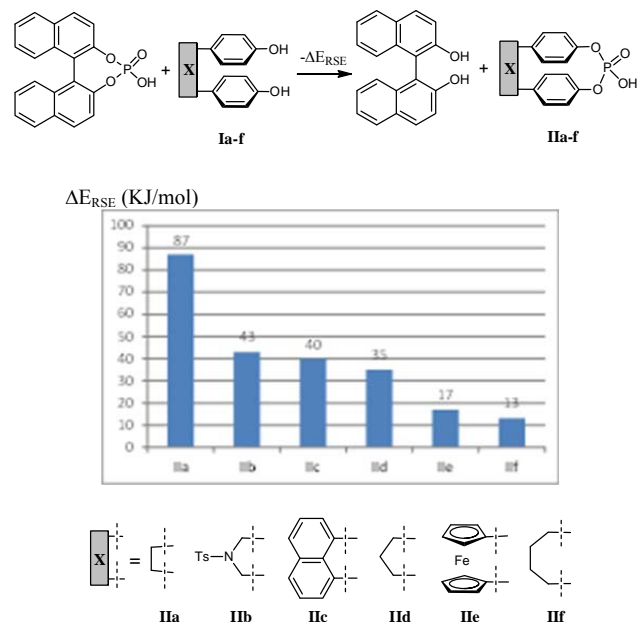 O
O
P
O
OH
+
X
OH
OH
-ΔE_RSE
OH
OH
+
X
O
O
P
O
OH
Ia-f
IIa-f
ΔE_RSE (KJ/mol)
100
90
80
70
60
50
40
30
20
10
0
87
43
40
35
17
13
IIa
IIb
IIc
IId
IIe
IIf
X
=
Ts
N
Fe
IIa IIb IIc IId IIe IIf